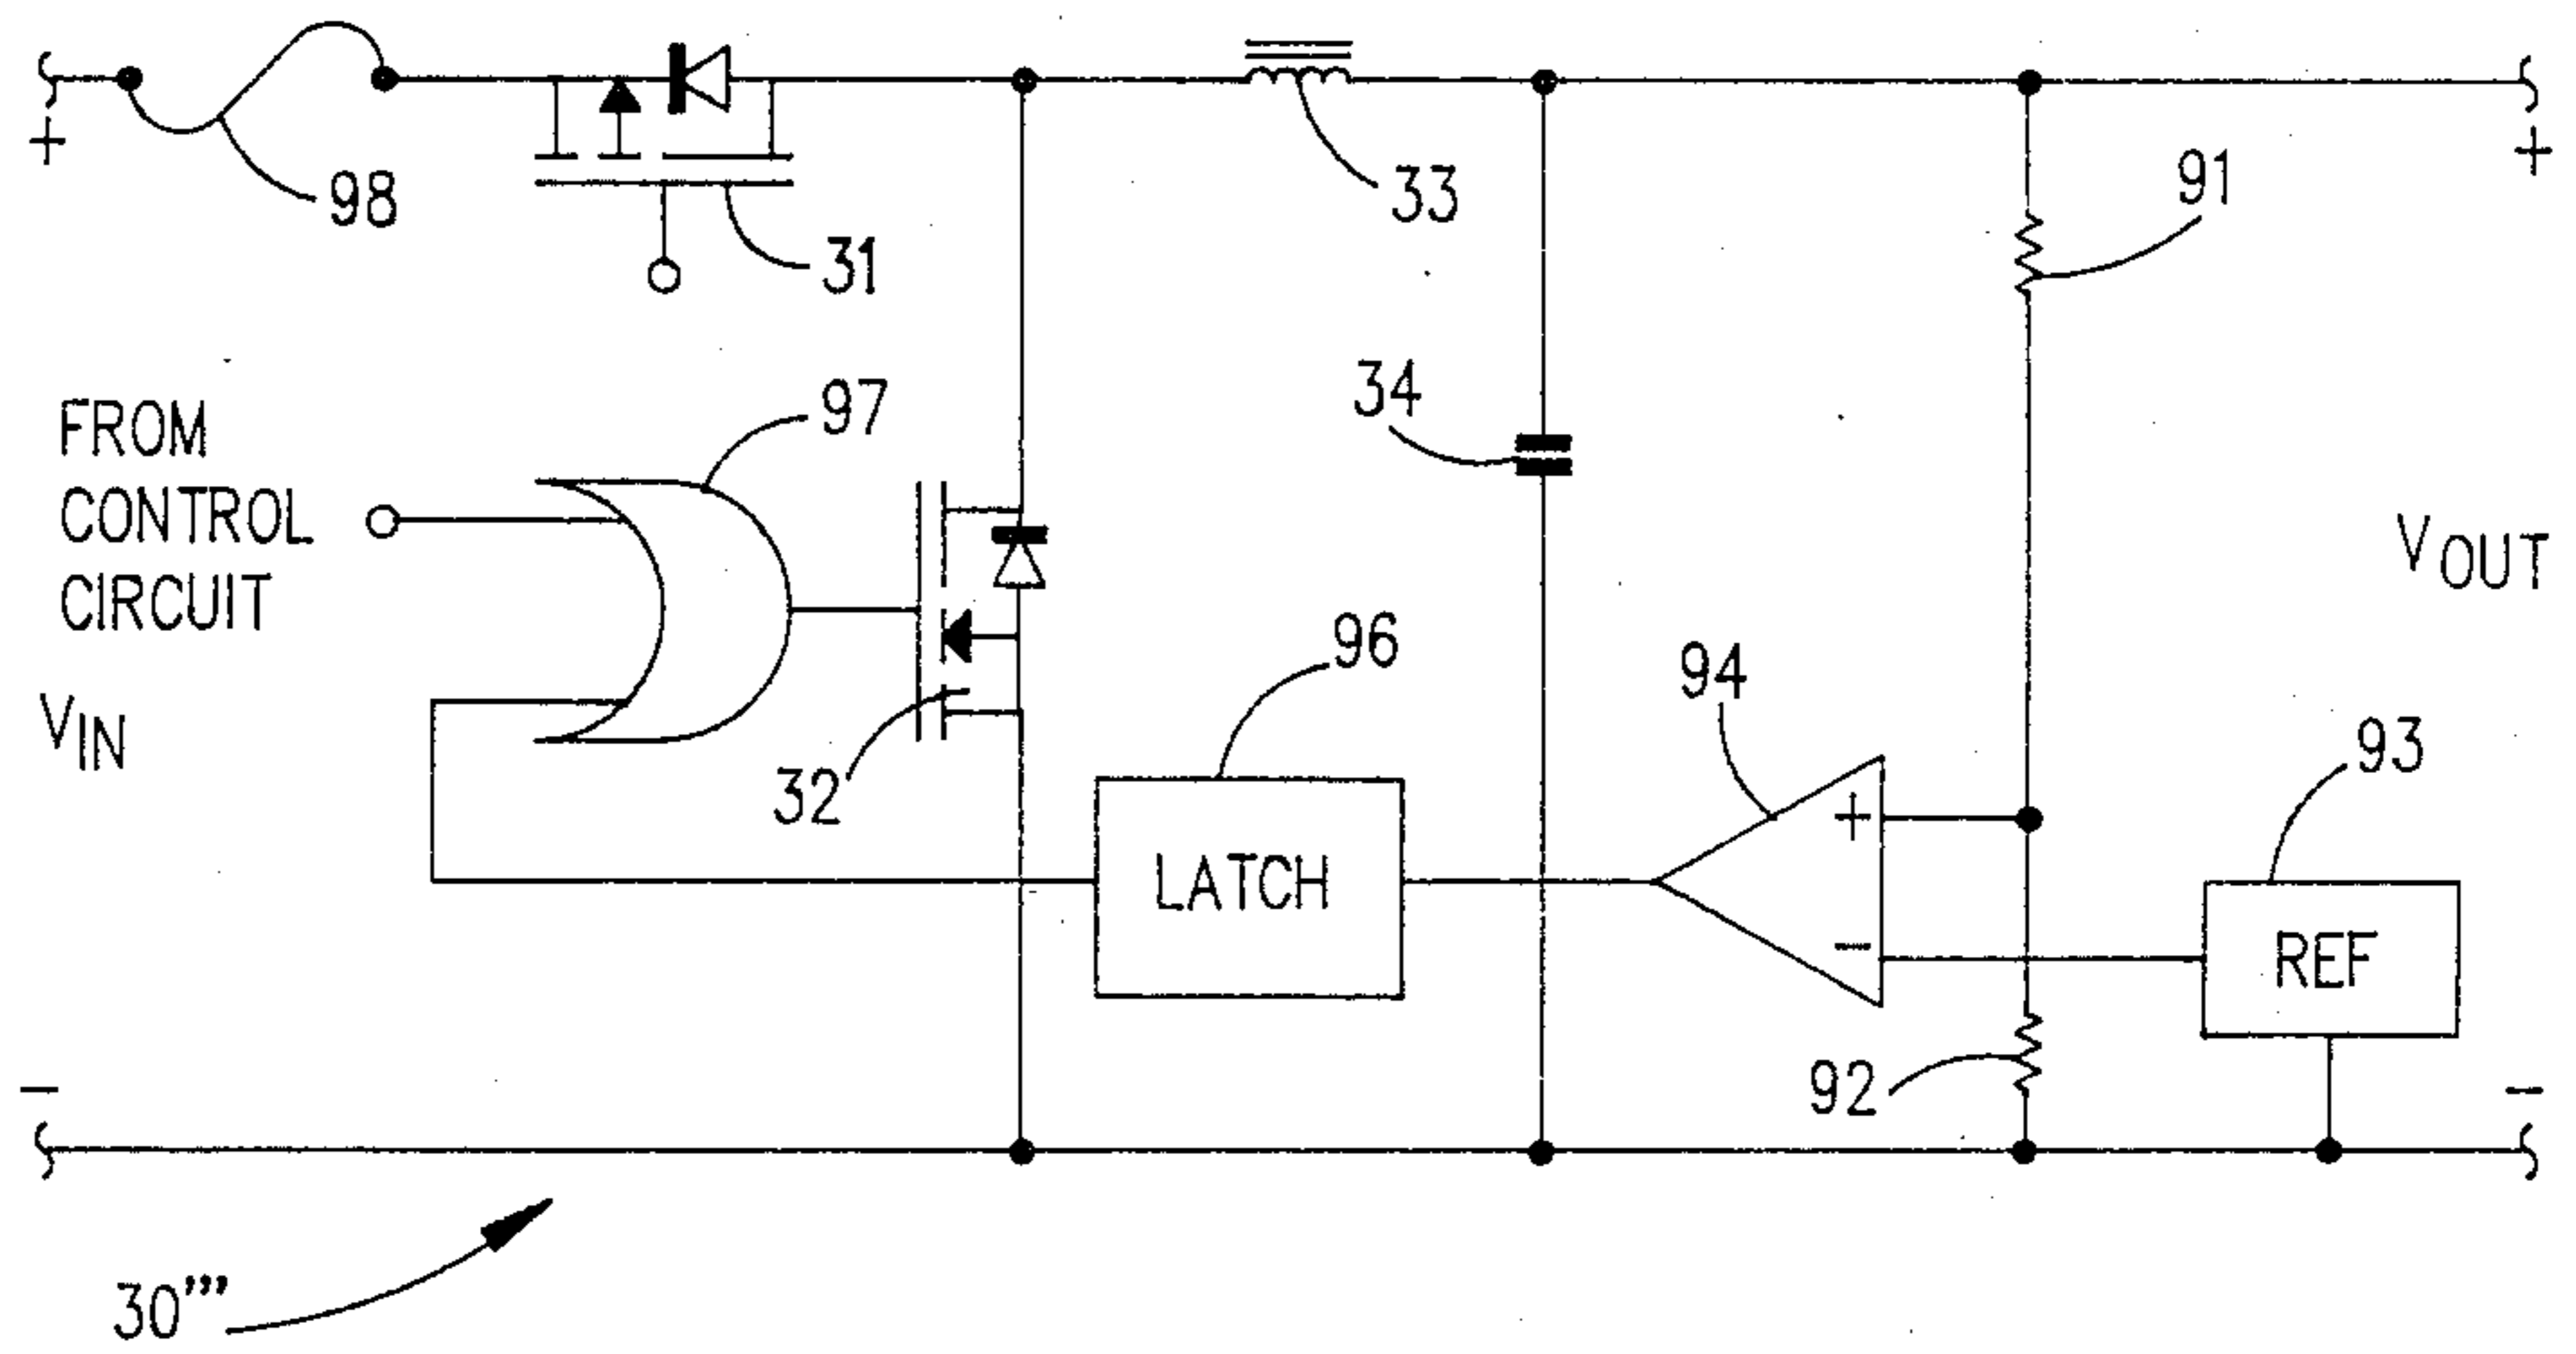 98
31
33
91
+
+
FROM
CONTROL
CIRCUIT
97
34
VIN
VOUT
32
96
94
93
+
LATCH
−
REF
92
−
−
30'''